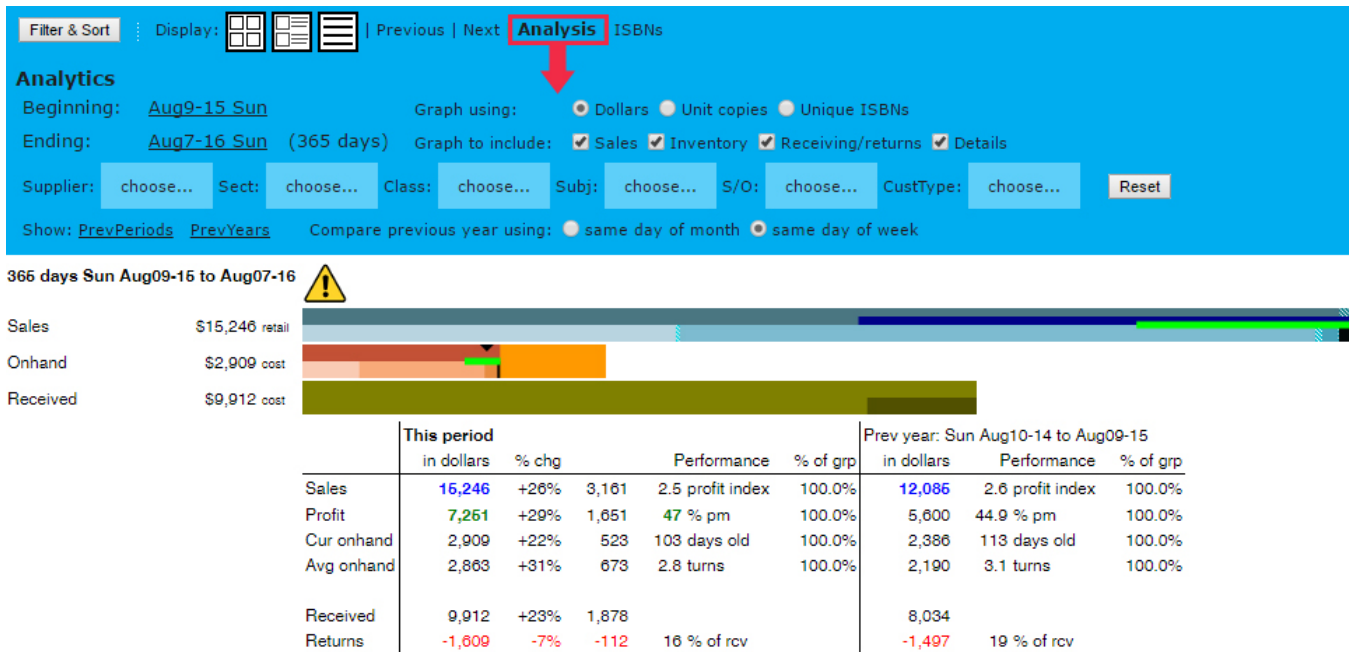 Filter & Sort Display: | Previous | Next Analysis ISBNs
Analytics
Beginning: Aug9-15 Sun Graph using: Dollars Unit copies Unique ISBNs
Ending: Aug7-16 Sun (365 days) Graph to include: Sales Inventory Receiving/returns Details
Supplier: choose... Sect: choose... Class: choose... Subj: choose... S/O: choose... CustType: choose... Reset
Show: PrevPeriods PrevYears Compare previous year using: same day of month same day of week
365 days Sun Aug09-15 to Aug07-16
Sales $15,246 retail
Onhand $2,909 cost
Received $9,912 cost
This period Prev year: Sun Aug10-14 to Aug09-15
in dollars % chg Performance % of grp in dollars Performance % of grp
Sales 15,246 +26% 3,161 2.5 profit index 100.0% 12,085 2.6 profit index 100.0%
Profit 7,251 +29% 1,651 47 % pm 100.0% 5,600 44.9 % pm 100.0%
Cur onhand 2,909 +22% 523 103 days old 100.0% 2,386 113 days old 100.0%
Avg onhand 2,863 +31% 673 2.8 turns 100.0% 2,190 3.1 turns 100.0%
Received 9,912 +23% 1,878 8,034
Returns -1,609 -7% -112 16 % of rcv -1,497 19 % of rcv